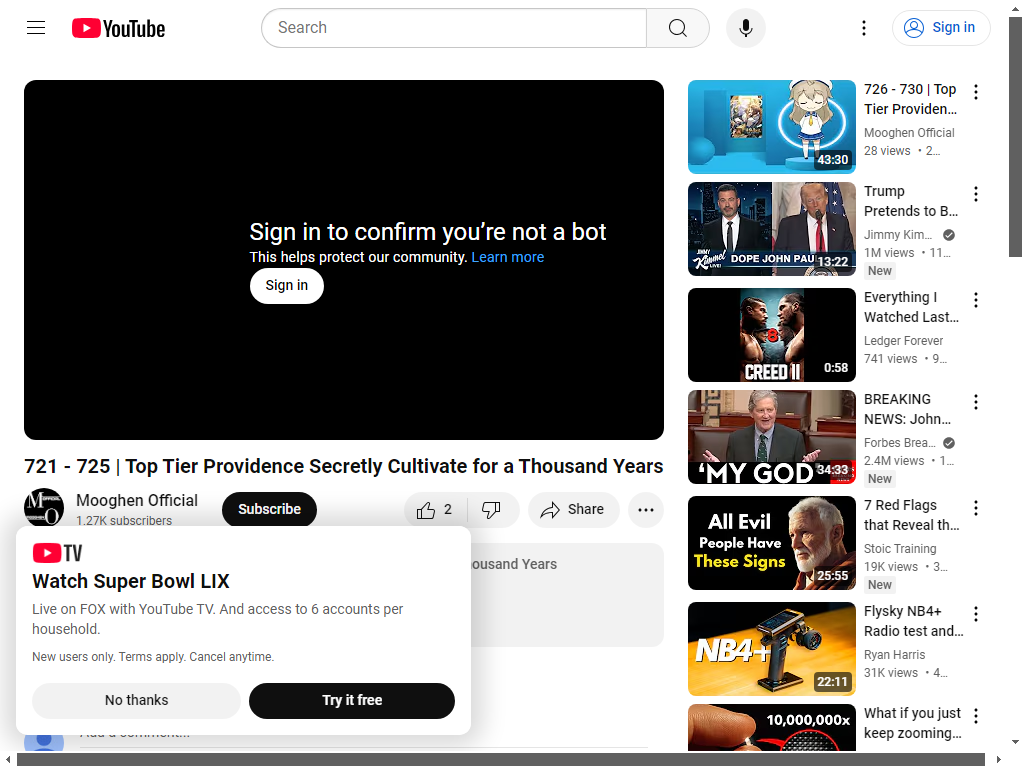 YouTube
Search
Sign in
Sign in to confirm you're not a bot
This helps protect our community. Learn more
Sign in
721 - 725 | Top Tier Providence Secretly Cultivate for a Thousand Years
Mooghen Official
1.27K subscribers
Subscribe
2
Share
ousand Years
TV
Watch Super Bowl LIX
Live on FOX with YouTube TV. And access to 6 accounts per
household.
New users only. Terms apply. Cancel anytime.
No thanks
Try it free
Add a comment...
43:30
726 - 730 | Top
Tier Providen...
Mooghen Official
28 views • 2...
JIMMY
Kimmel
LIVE!
DOPE JOHN PAU
13:22
Trump
Pretends to B...
Jimmy Kim...
1M views • 11...
New
8
CREED II
0:58
Everything I
Watched Last...
Ledger Forever
741 views • 9...
'MY GOD
34:33
BREAKING
NEWS: John...
Forbes Brea...
2.4M views • 1...
New
All Evil
People Have
These Signs
25:55
7 Red Flags
that Reveal th...
Stoic Training
19K views • 3...
New
NB4+
22:11
Flysky NB4+
Radio test and...
Ryan Harris
31K views • 4...
10,000,000x
What if you just
keep zooming...